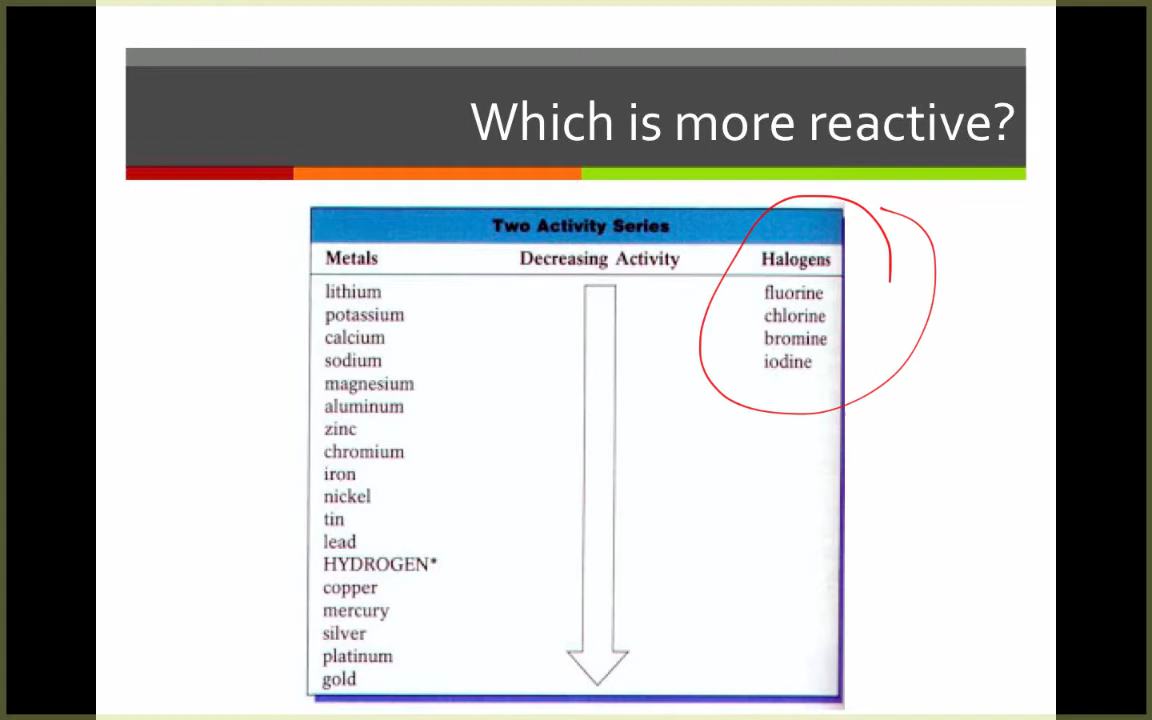 Which is more reactive?
Two Activity Series
Metals Decreasing Activity Halogens
lithium fluorine
potassium chlorine
calcium bromine
sodium iodine
magnesium
aluminum
zinc
chromium
iron
nickel
tin
lead
HYDROGEN*
copper
mercury
silver
platinum
gold